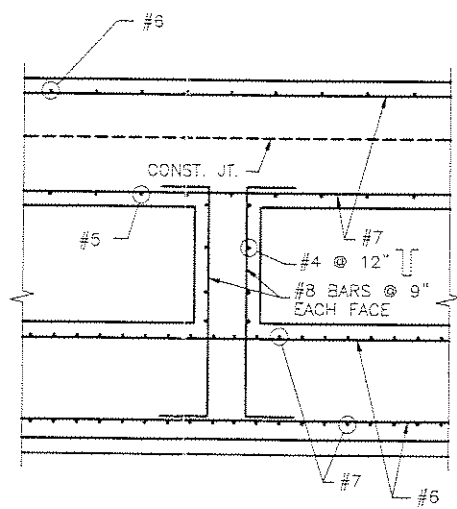 #6
CONST. JT.
#5
#7
#4 @ 12"
#8 BARS @ 9"
EACH FACE
#7
#6